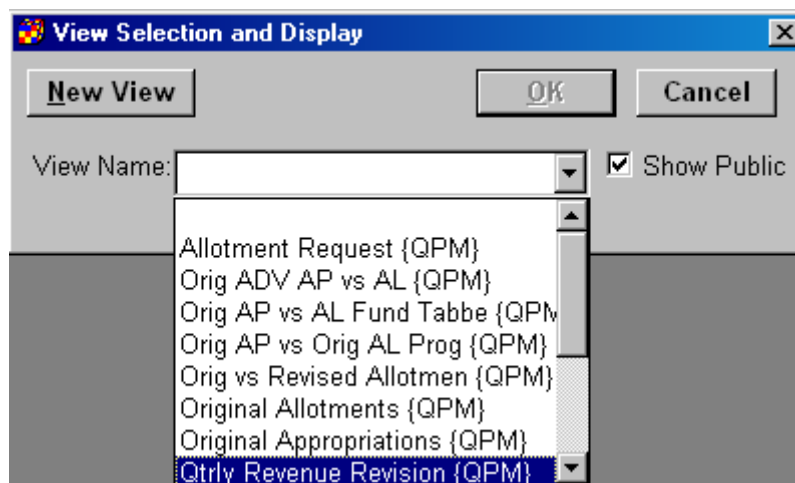 View Selection and Display
New View OK Cancel
View Name: Show Public
Allotment Request {QPM}
Orig ADV AP vs AL {QPM}
Orig AP vs AL Fund Tabbe {QPM
Orig AP vs Orig AL Prog {QPM}
Orig vs Revised Allotmen {QPM}
Original Allotments {QPM}
Original Appropriations {QPM}
Qtrly Revenue Revision {QPM}